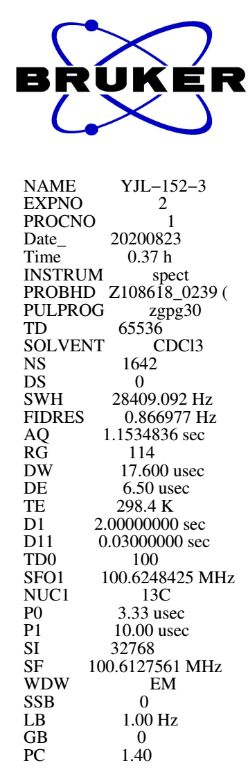 BRUKER
NAME YJL−152−3
EXPNO 2
PROCNO 1
Date_ 20200823
Time 0.37 h
INSTRUM spect
PROBHD Z108618_0239 (
PULPROG zgpg30
TD 65536
SOLVENT CDCl3
NS 1642
DS 0
SWH 28409.092 Hz
FIDRES 0.866977 Hz
AQ 1.1534836 sec
RG 114
DW 17.600 usec
DE 6.50 usec
TE 298.4 K
D1 2.00000000 sec
D11 0.03000000 sec
TD0 100
SFO1 100.6248425 MHz
NUC1 13C
P0 3.33 usec
P1 10.00 usec
SI 32768
SF 100.6127561 MHz
WDW EM
SSB 0
LB 1.00 Hz
GB 0
PC 1.40